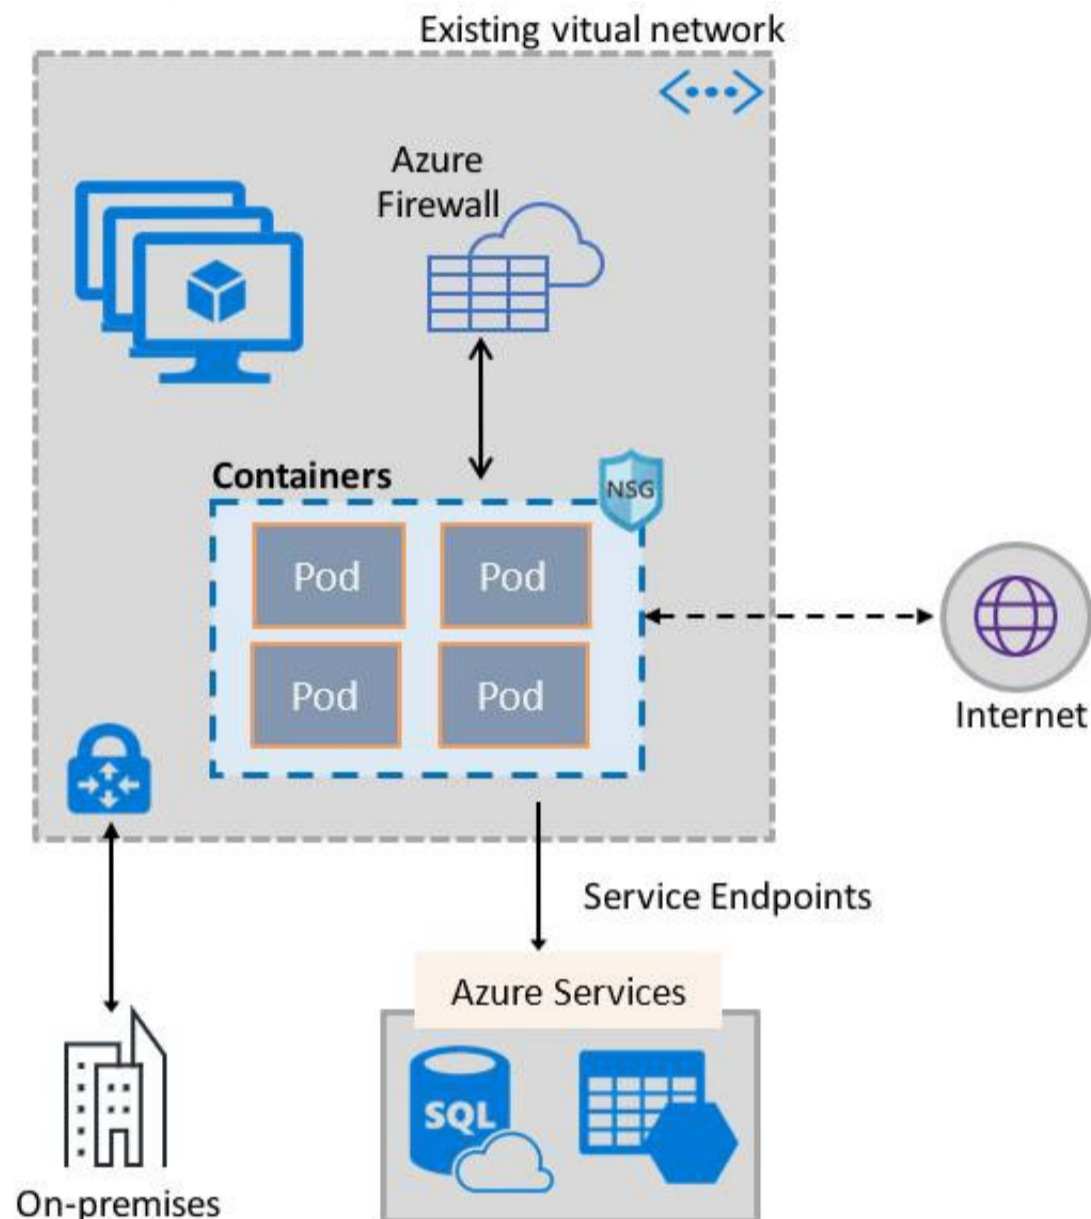 Existing vitual network
Azure
Firewall
Containers
NSG
Pod
Pod
Pod
Pod
Internet
Service Endpoints
Azure Services
SQL
On-premises